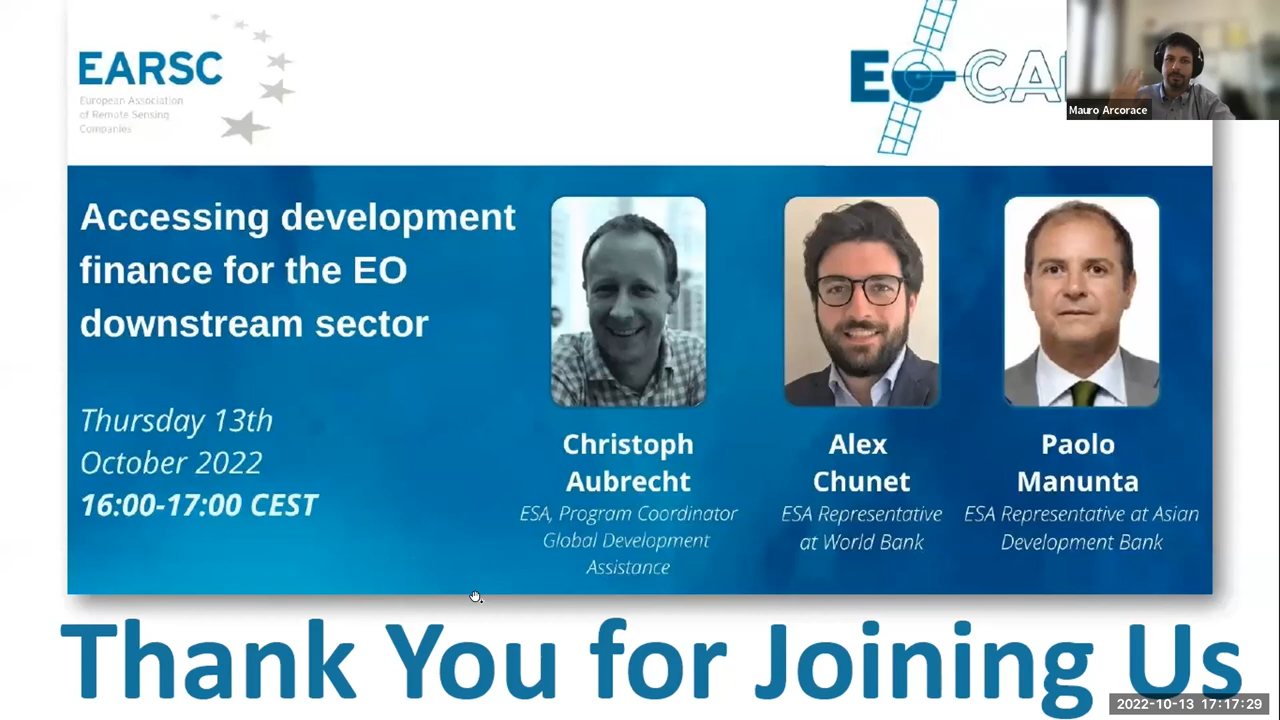 EARSC
European Association
of Remote Sensing
Companies
EO CA
Mauro Arcorace
Accessing development
finance for the EO
downstream sector
Thursday 13th
October 2022
16:00-17:00 CEST
Christoph
Aubrecht
ESA, Program Coordinator
Global Development
Assistance
Alex
Chunet
ESA Representative
at World Bank
Paolo
Manunta
ESA Representative at Asian
Development Bank
Thank You for Joining Us
2022-10-13 17:17:29